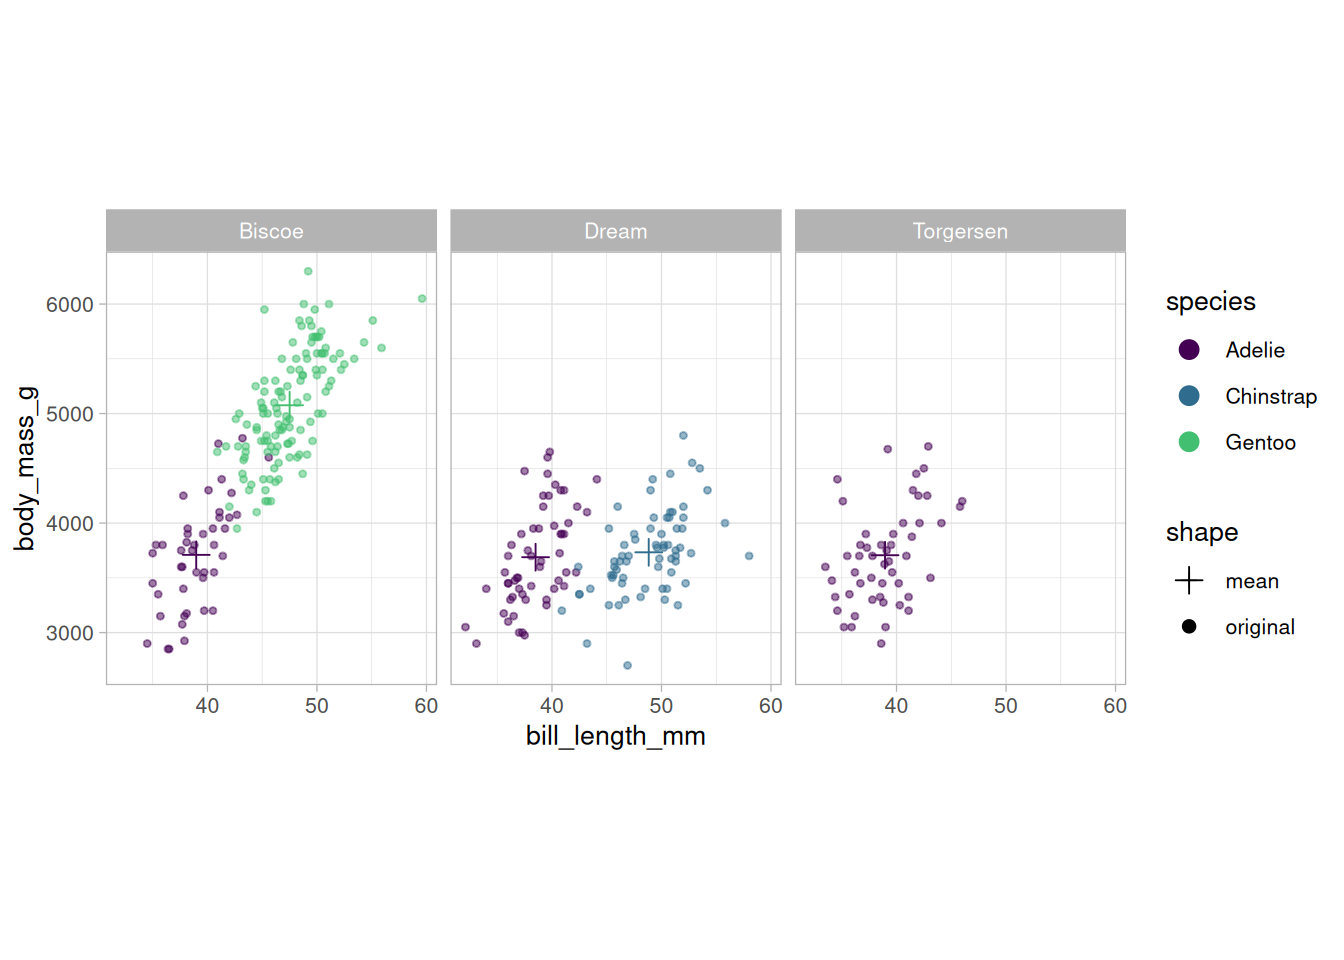 Biscoe Dream Torgersen
6000
5000
4000
3000
body_mass_g
40 50 60 40 50 60 40 50 60
bill_length_mm
species
Adelie
Chinstrap
Gentoo
shape
mean
original